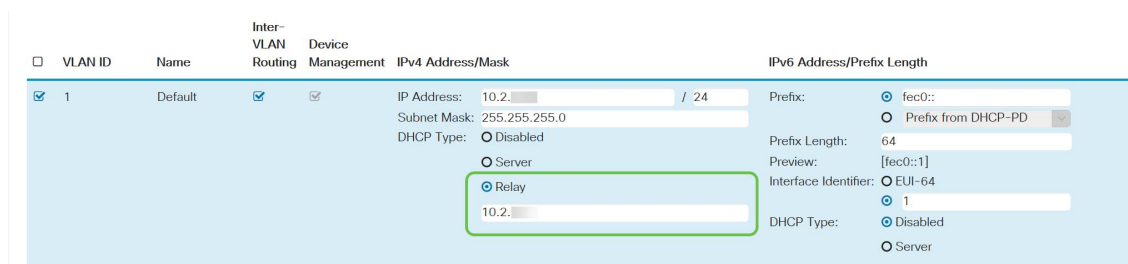 Inter-
VLAN Device
VLAN ID Name Routing Management IPv4 Address/Mask IPv6 Address/Prefix Length
1 Default IP Address: 10.2. / 24 Prefix: fec0::
Subnet Mask: 255.255.255.0 Prefix from DHCP-PD
DHCP Type: Disabled Prefix Length: 64
Server Preview: [fec0::1]
Relay Interface Identifier: EUI-64
10.2. 1
DHCP Type: Disabled
Server